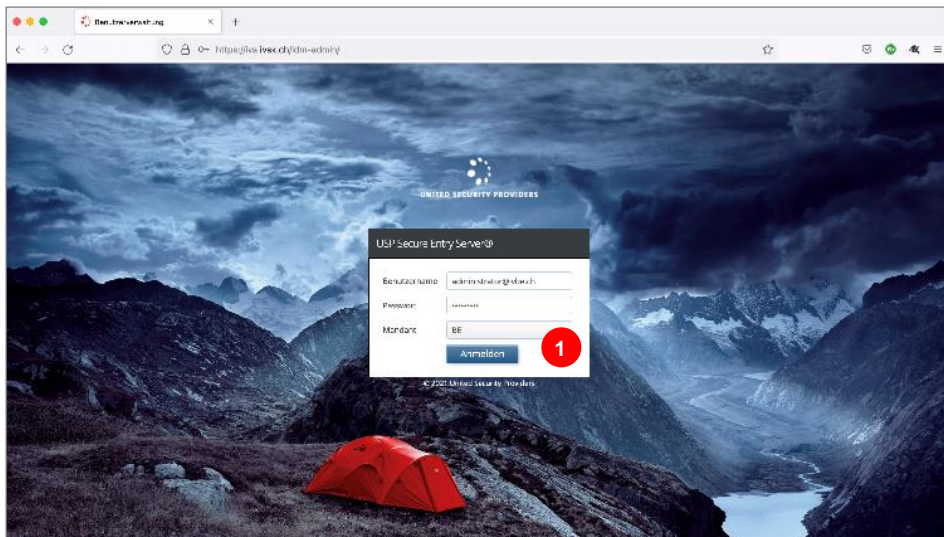 Benutzerverwaltung
UNITED SECURITY PROVIDERS
USP Secure Entry Server®
Benutzername
Passwort
Mandant
BE
Anmelden
1
© 2021 United Security Providers